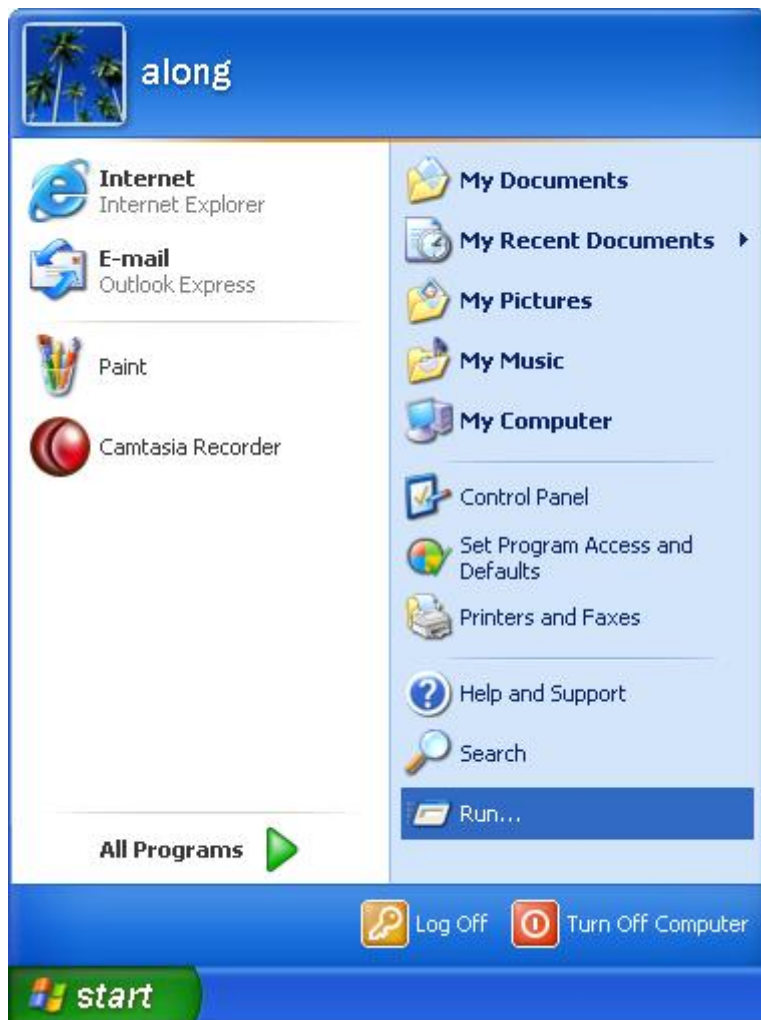 along
Internet
Internet Explorer
E-mail
Outlook Express
Paint
Camtasia Recorder
All Programs
My Documents
My Recent Documents
My Pictures
My Music
My Computer
Control Panel
Set Program Access and
Defaults
Printers and Faxes
Help and Support
Search
Run...
Log Off
Turn Off Computer
start